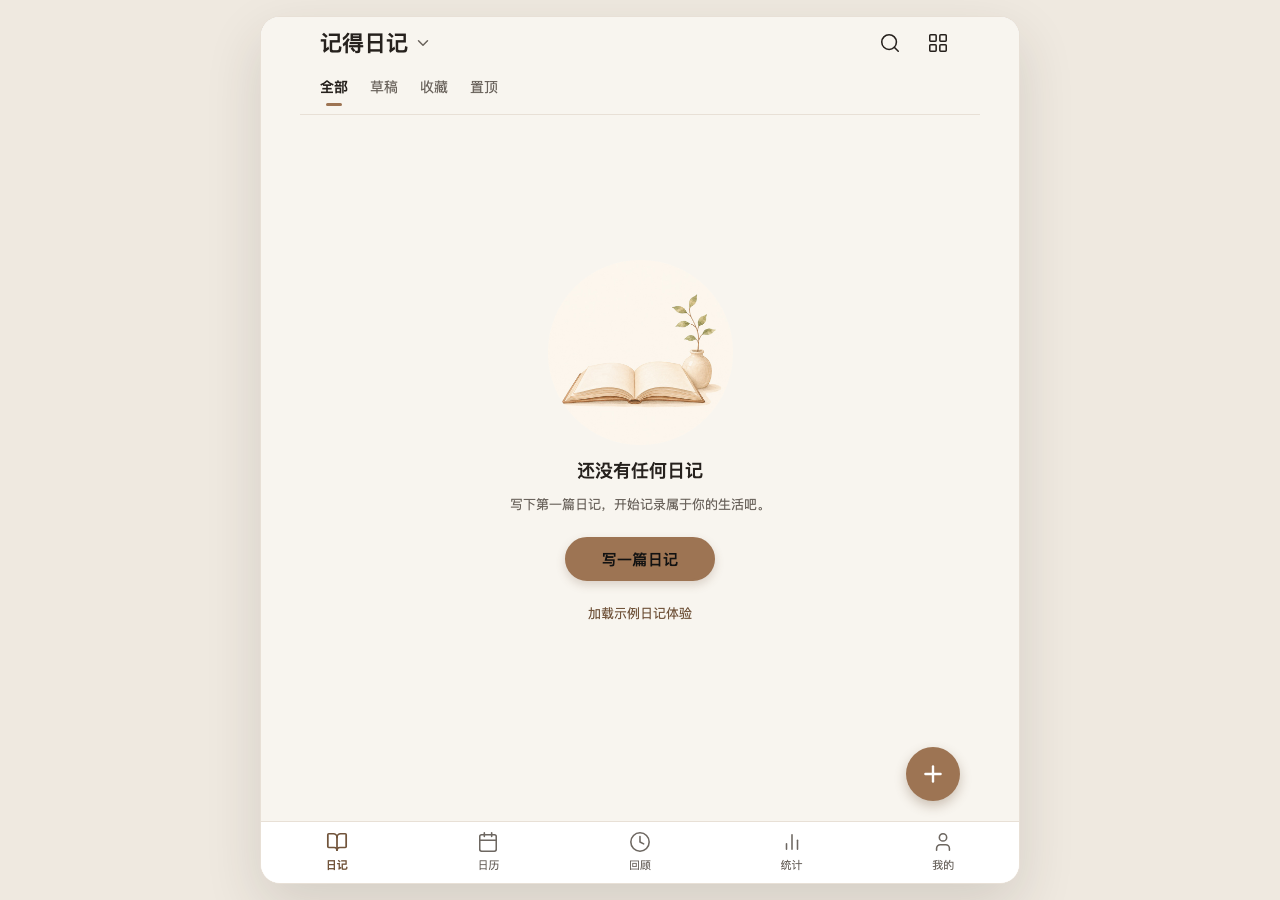 记得日记
全部 草稿 收藏 置顶
还没有任何日记
写下第一篇日记，开始记录属于你的生活吧。
写一篇日记
加载示例日记体验
日记 日历 回顾 统计 我的